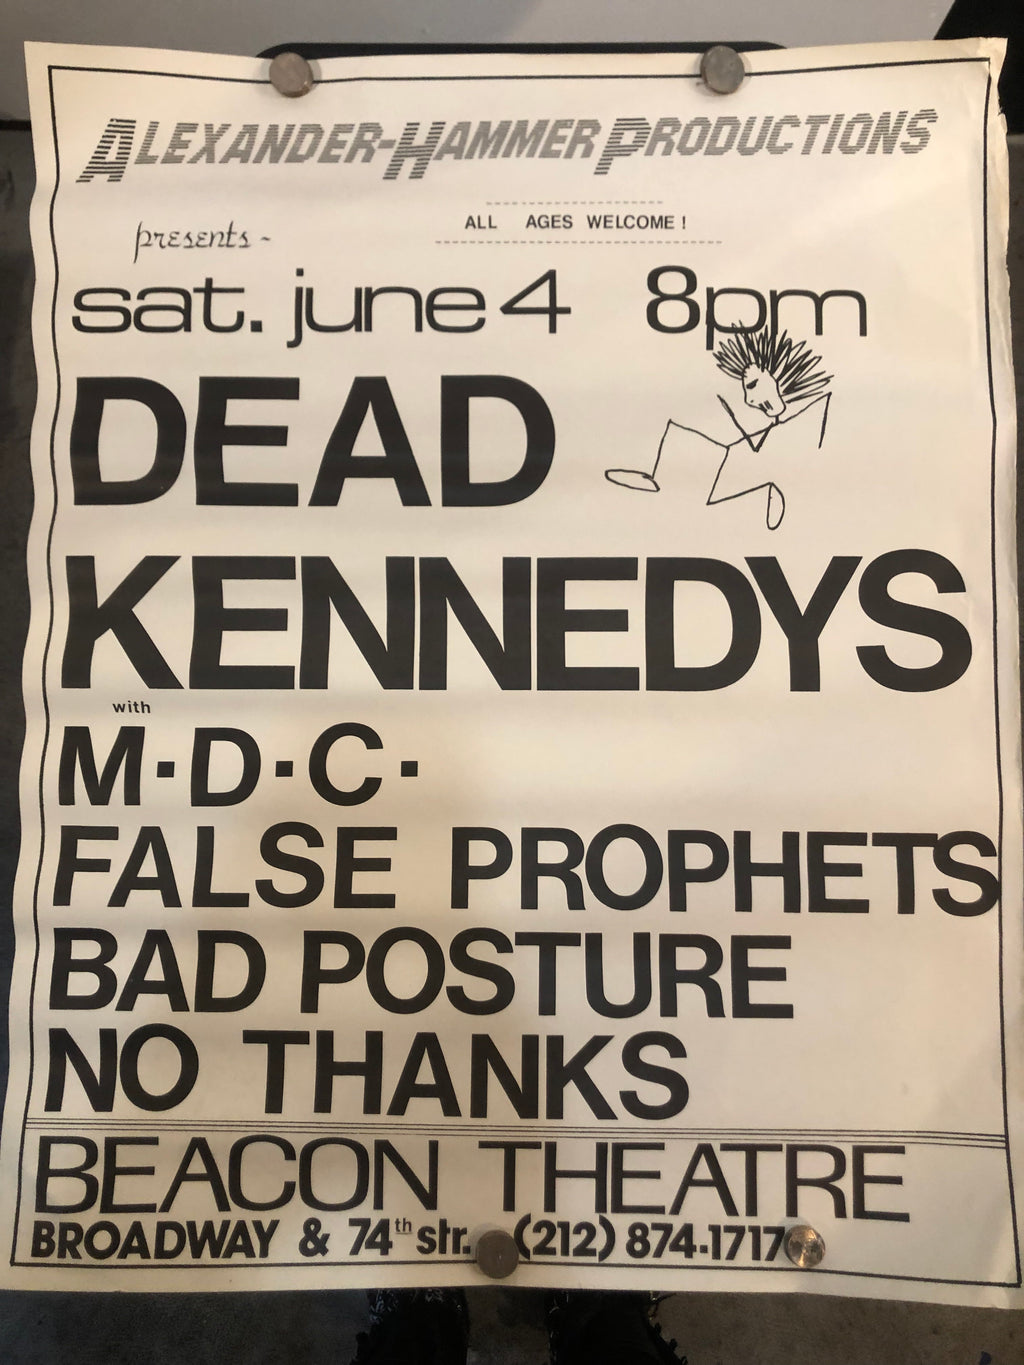 ALEXANDER-HAMMER PRODUCTIONS
presents-
ALL AGES WELCOME!
sat. june 4 8pm
DEAD
KENNEDYS
with
M·D·C·
FALSE PROPHETS
BAD POSTURE
NO THANKS
BEACON THEATRE
BROADWAY & 74th str. (212) 874.1717